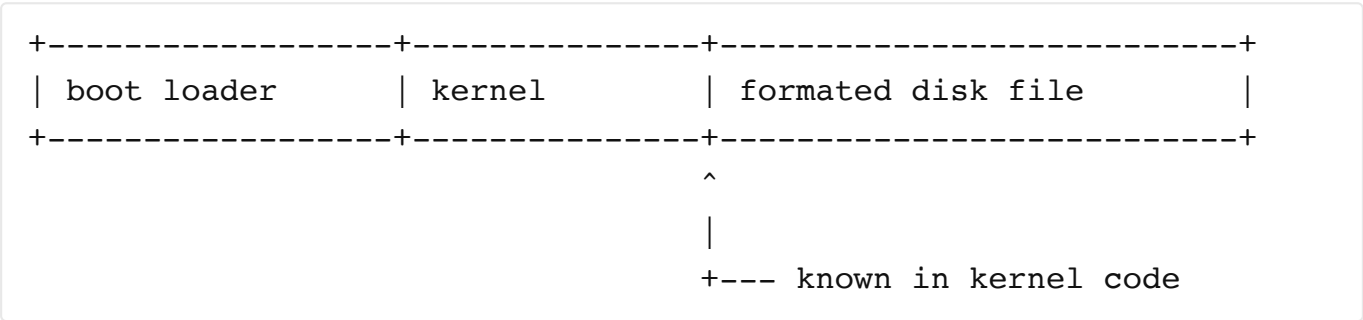 +------------------+---------------+---------------------------+
| boot loader      | kernel        | formated disk file        |
+------------------+---------------+---------------------------+
                                   ^
                                   |
                                   +--- known in kernel code